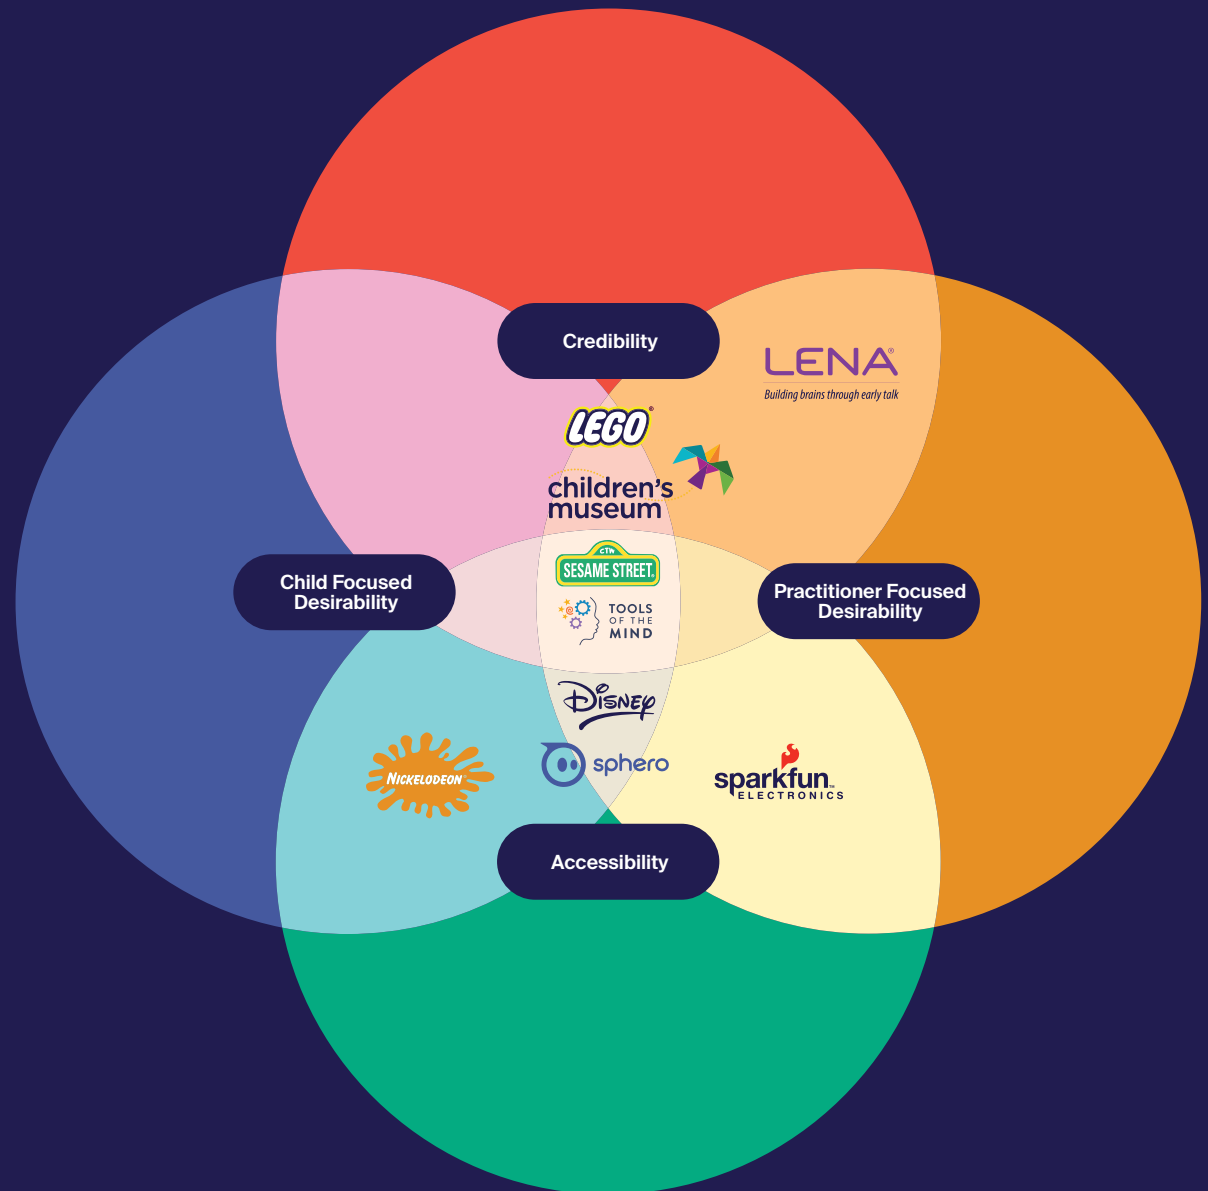 Credibility
LENA®
Building brains through early talk
LEGO®
children's
museum
CTW
SESAME STREET®
Child Focused
Desirability
Practitioner Focused
Desirability
TOOLS
OF THE
MIND
DISNEY
NICKELODEON
sphero
sparkfun™
ELECTRONICS
Accessibility